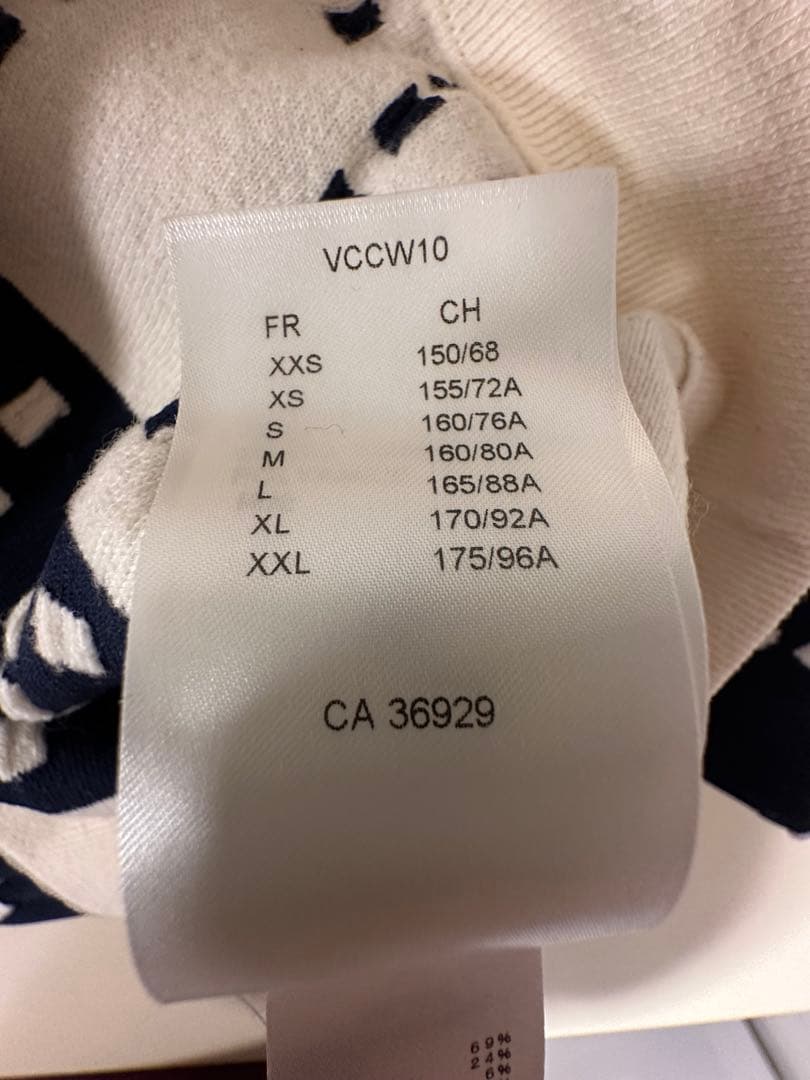 VCCW10
FR CH
XXS 150/68
XS 155/72A
S 160/76A
M 160/80A
L 165/88A
XL 170/92A
XXL 175/96A
CA 36929
69%
24%
6%